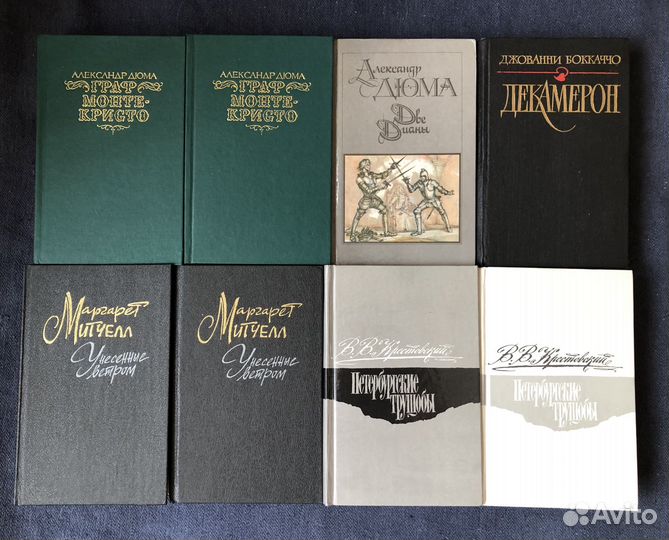 АЛЕКСАНДР ДЮМА
ГРАФ
МОНТЕ-
КРИСТО
АЛЕКСАНДР ДЮМА
ГРАФ
МОНТЕ-
КРИСТО
Александр
ДЮМА
Две
Дианы
ДЖОВАННИ БОККАЧЧО
ДЕКАМЕРОН
Маргарет
Митчелл
Унесенные
ветром
Маргарет
Митчелл
Унесенные
ветром
В. В. Крестовский
Петербургские
трущобы
В. В. Крестовский
Петербургские
трущобы
Avito